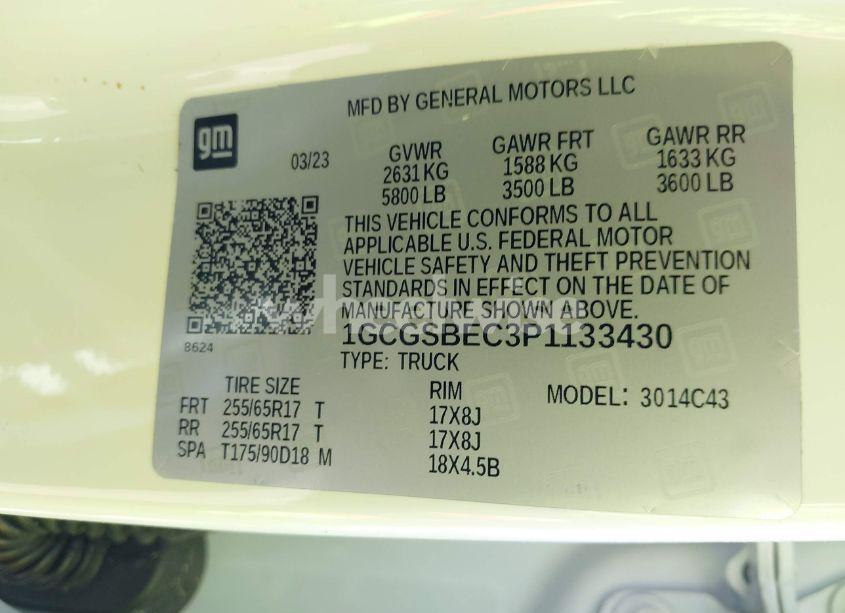 MFD BY GENERAL MOTORS LLC
gm
03/23
GVWR GAWR FRT GAWR RR
2631 KG 1588 KG 1633 KG
5800 LB 3500 LB 3600 LB
THIS VEHICLE CONFORMS TO ALL
APPLICABLE U.S. FEDERAL MOTOR
VEHICLE SAFETY AND THEFT PREVENTION
STANDARDS IN EFFECT ON THE DATE OF
MANUFACTURE SHOWN ABOVE.
8624
1GCGSBEC3P1133430
TYPE: TRUCK
TIRE SIZE RIM MODEL: 3014C43
FRT 255/65R17 T 17X8J
RR 255/65R17 T 17X8J
SPA T175/90D18 M 18X4.5B